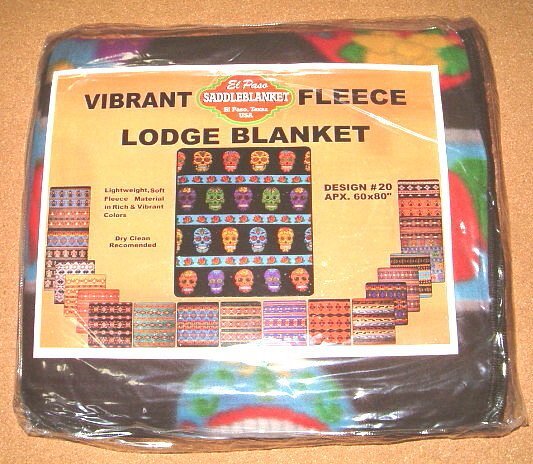 VIBRANT
El Paso
SADDLEBLANKET
El Paso, Texas
USA
FLEECE
LODGE BLANKET
Lightweight, Soft
Fleece Material
in Rich & Vibrant
Colors
Dry Clean
Recomended
DESIGN #20
APX. 60x80"